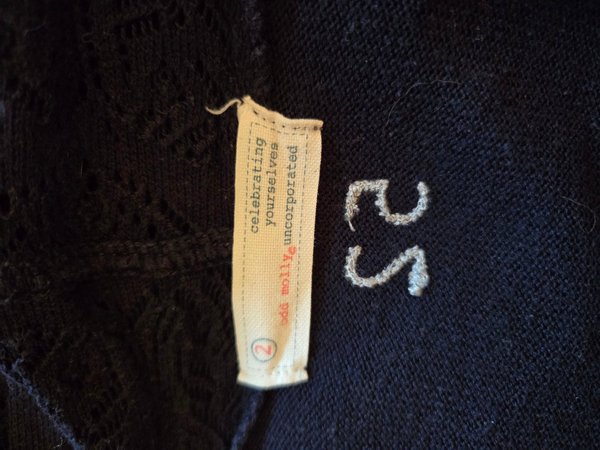 2
celebrating
yourselves
odd molly® uncorporated